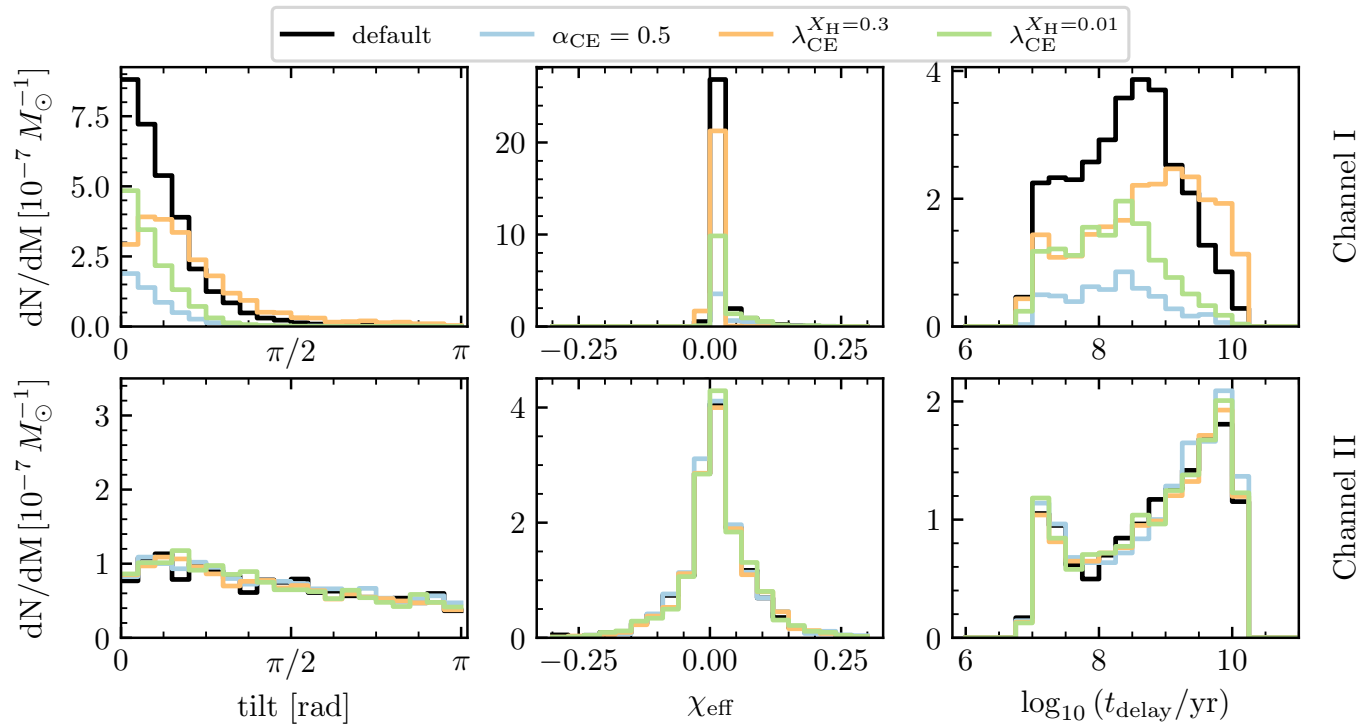 default α_CE = 0.5 λ_CE^{X_H=0.3} λ_CE^{X_H=0.01}
dN/dM [10^{−7} M_⊙^{−1}]
7.5
5.0
2.5
0.0
0 π/2 π
20
10
0
−0.25 0.00 0.25
4
2
0
6 8 10
Channel I
dN/dM [10^{−7} M_⊙^{−1}]
3
2
1
0
0 π/2 π
tilt [rad]
4
2
0
−0.25 0.00 0.25
χ_eff
2
1
0
6 8 10
log_10 (t_delay/yr)
Channel II